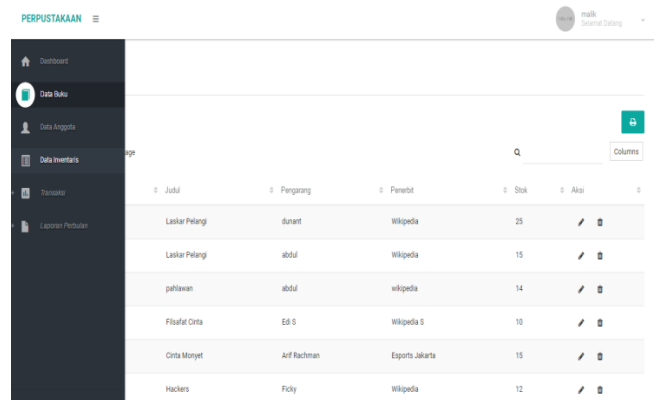 PERPUSTAKAAN
malik
Selamat Datang
Dashboard
Data Buku
Data Anggota
Data Inventaris
Transaksi
Laporan Perbulan
age
Columns
Judul Pengarang Penerbit Stok Aksi
Laskar Pelangi dunant Wikipedia 25
Laskar Pelangi abdul Wikipedia 15
pahlawan abdul wikipedia 14
Filsafat Cinta Edi S Wikipedia S 10
Cinta Monyet Arif Rachman Esports Jakarta 15
Hackers Ficky Wikipedia 12